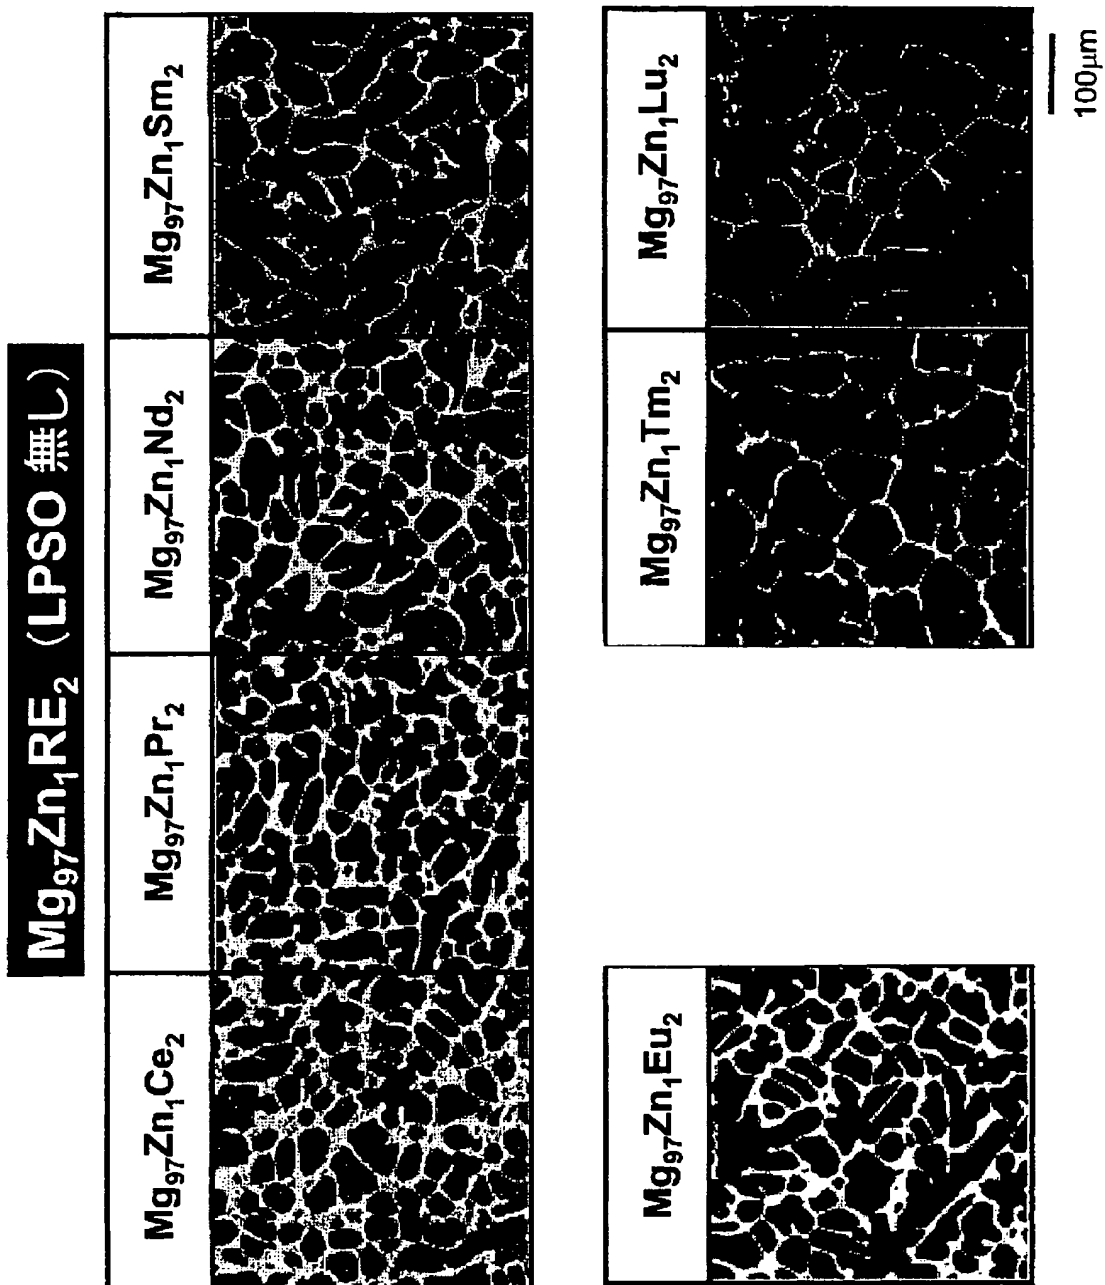 Mg₉₇Zn₁RE₂ (LPSO 無し)
Mg₉₇Zn₁Ce₂
Mg₉₇Zn₁Pr₂
Mg₉₇Zn₁Nd₂
Mg₉₇Zn₁Sm₂
Mg₉₇Zn₁Eu₂
Mg₉₇Zn₁Tm₂
Mg₉₇Zn₁Lu₂
100μm